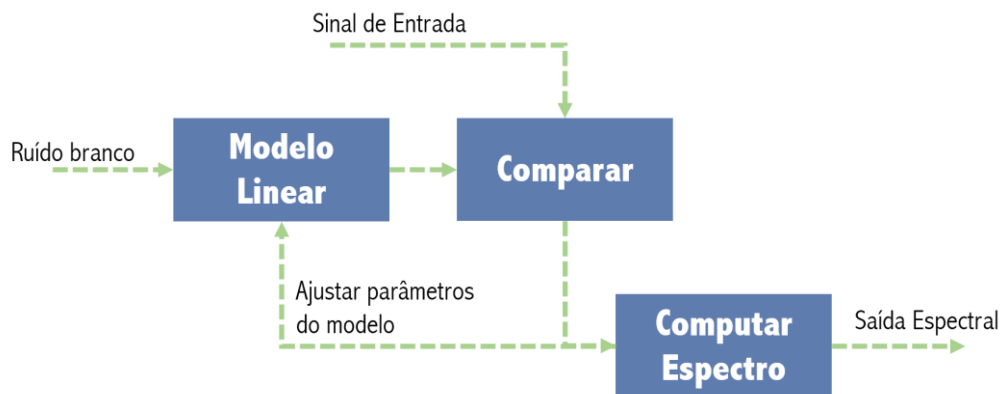 Sinal de Entrada
Ruído branco
Modelo
Linear
Comparar
Ajustar parâmetros
do modelo
Computar
Espectro
Saída Espectral